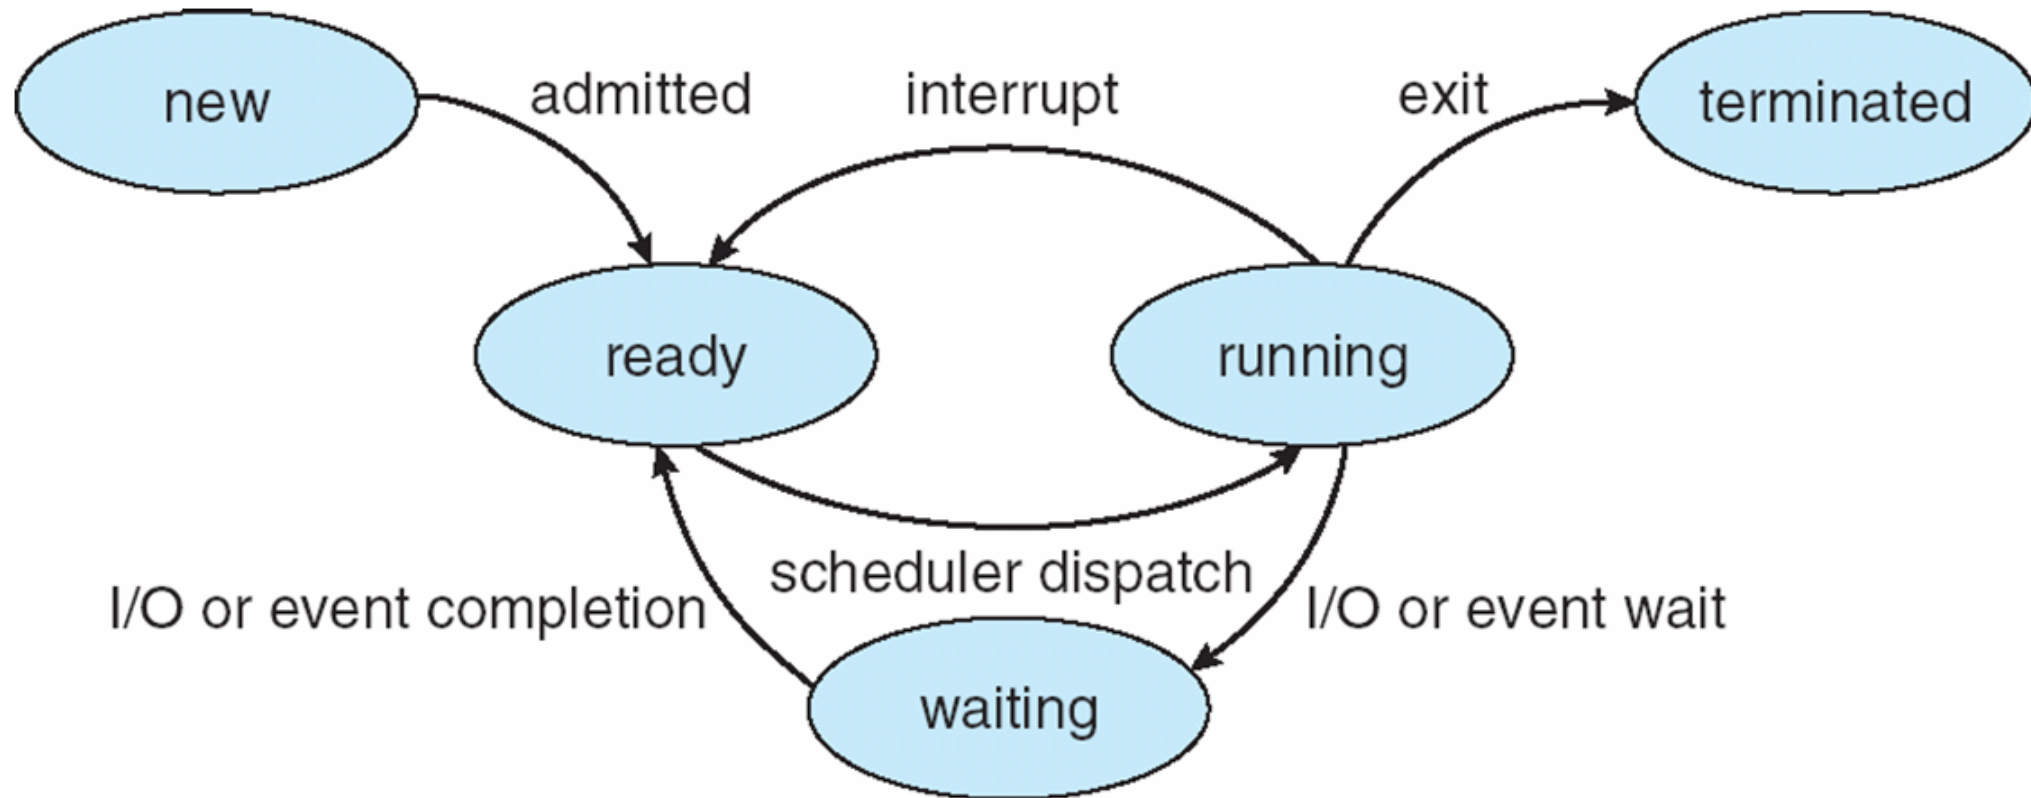 new
admitted
interrupt
exit
terminated
ready
running
scheduler dispatch
I/O or event completion
I/O or event wait
waiting